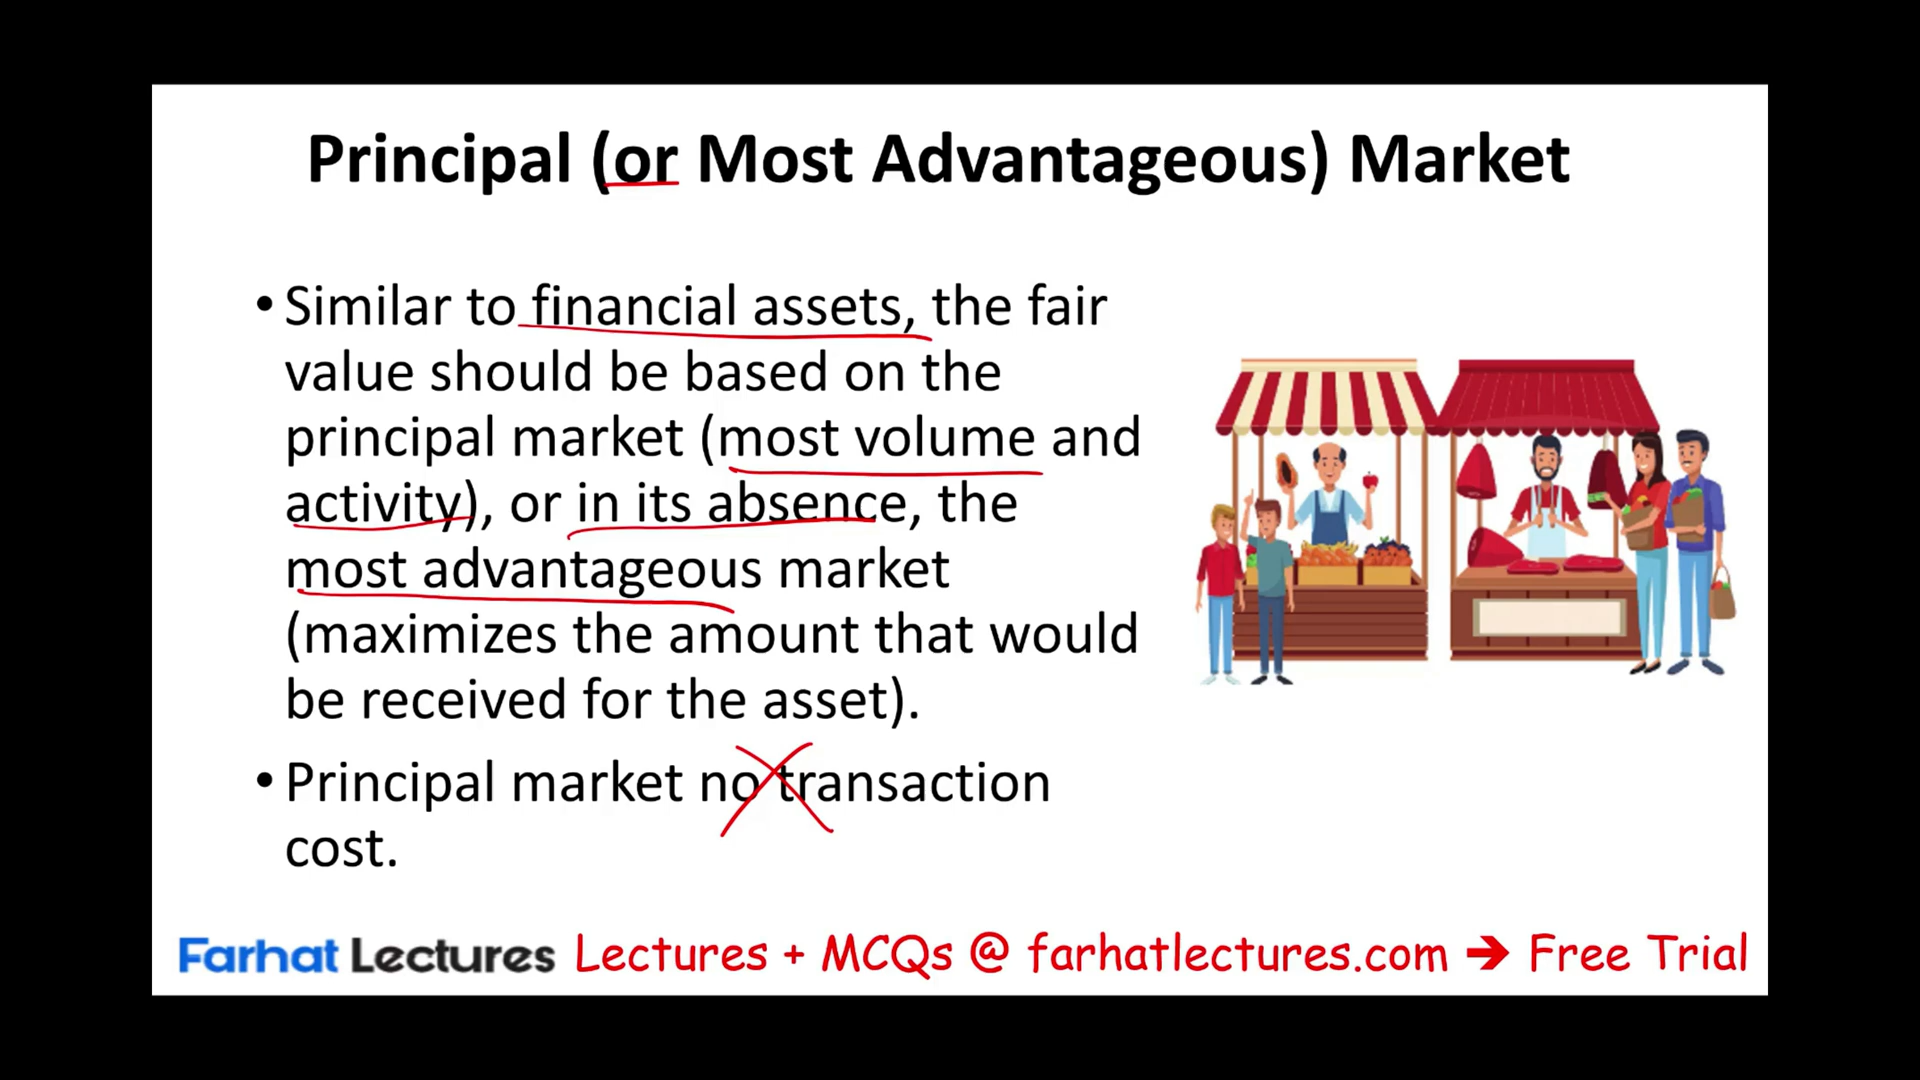 Principal (or Most Advantageous) Market
• Similar to financial assets, the fair
value should be based on the
principal market (most volume and
activity), or in its absence, the
most advantageous market
(maximizes the amount that would
be received for the asset).
• Principal market no transaction
cost.
Farhat Lectures Lectures + MCQs @ farhatlectures.com ➔ Free Trial